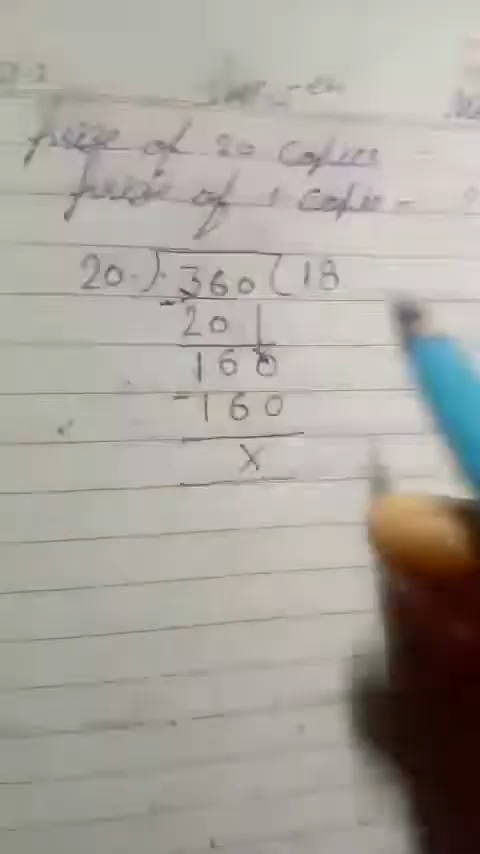 Price of 20 Copies
Price of 1 Copie -
20 ) 360 ( 18
- 20
160
- 160
x